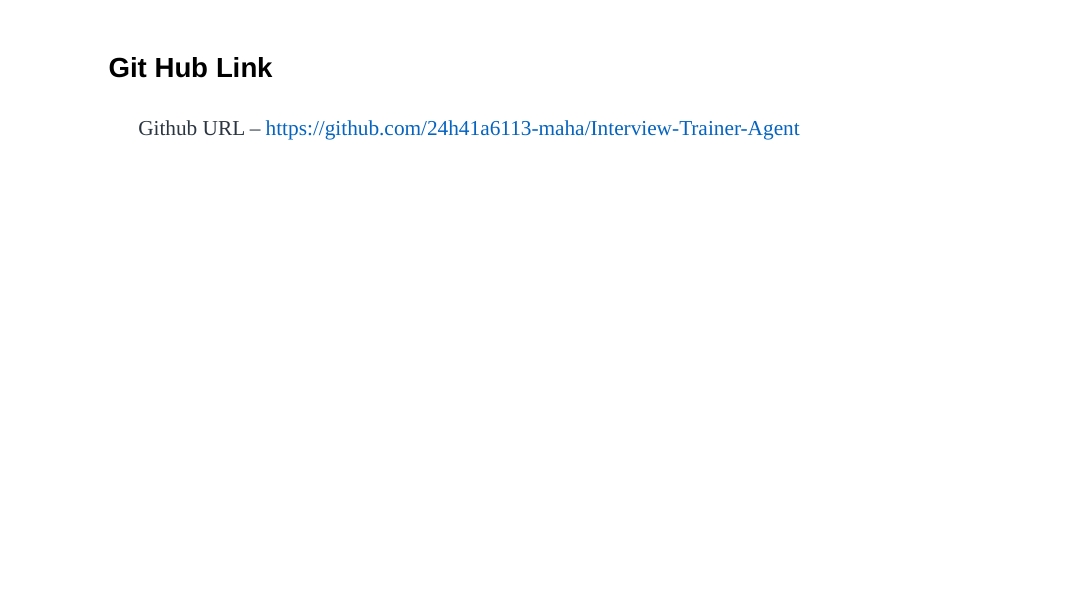 Git Hub Link
Github URL – https://github.com/24h41a6113-maha/Interview-Trainer-Agent